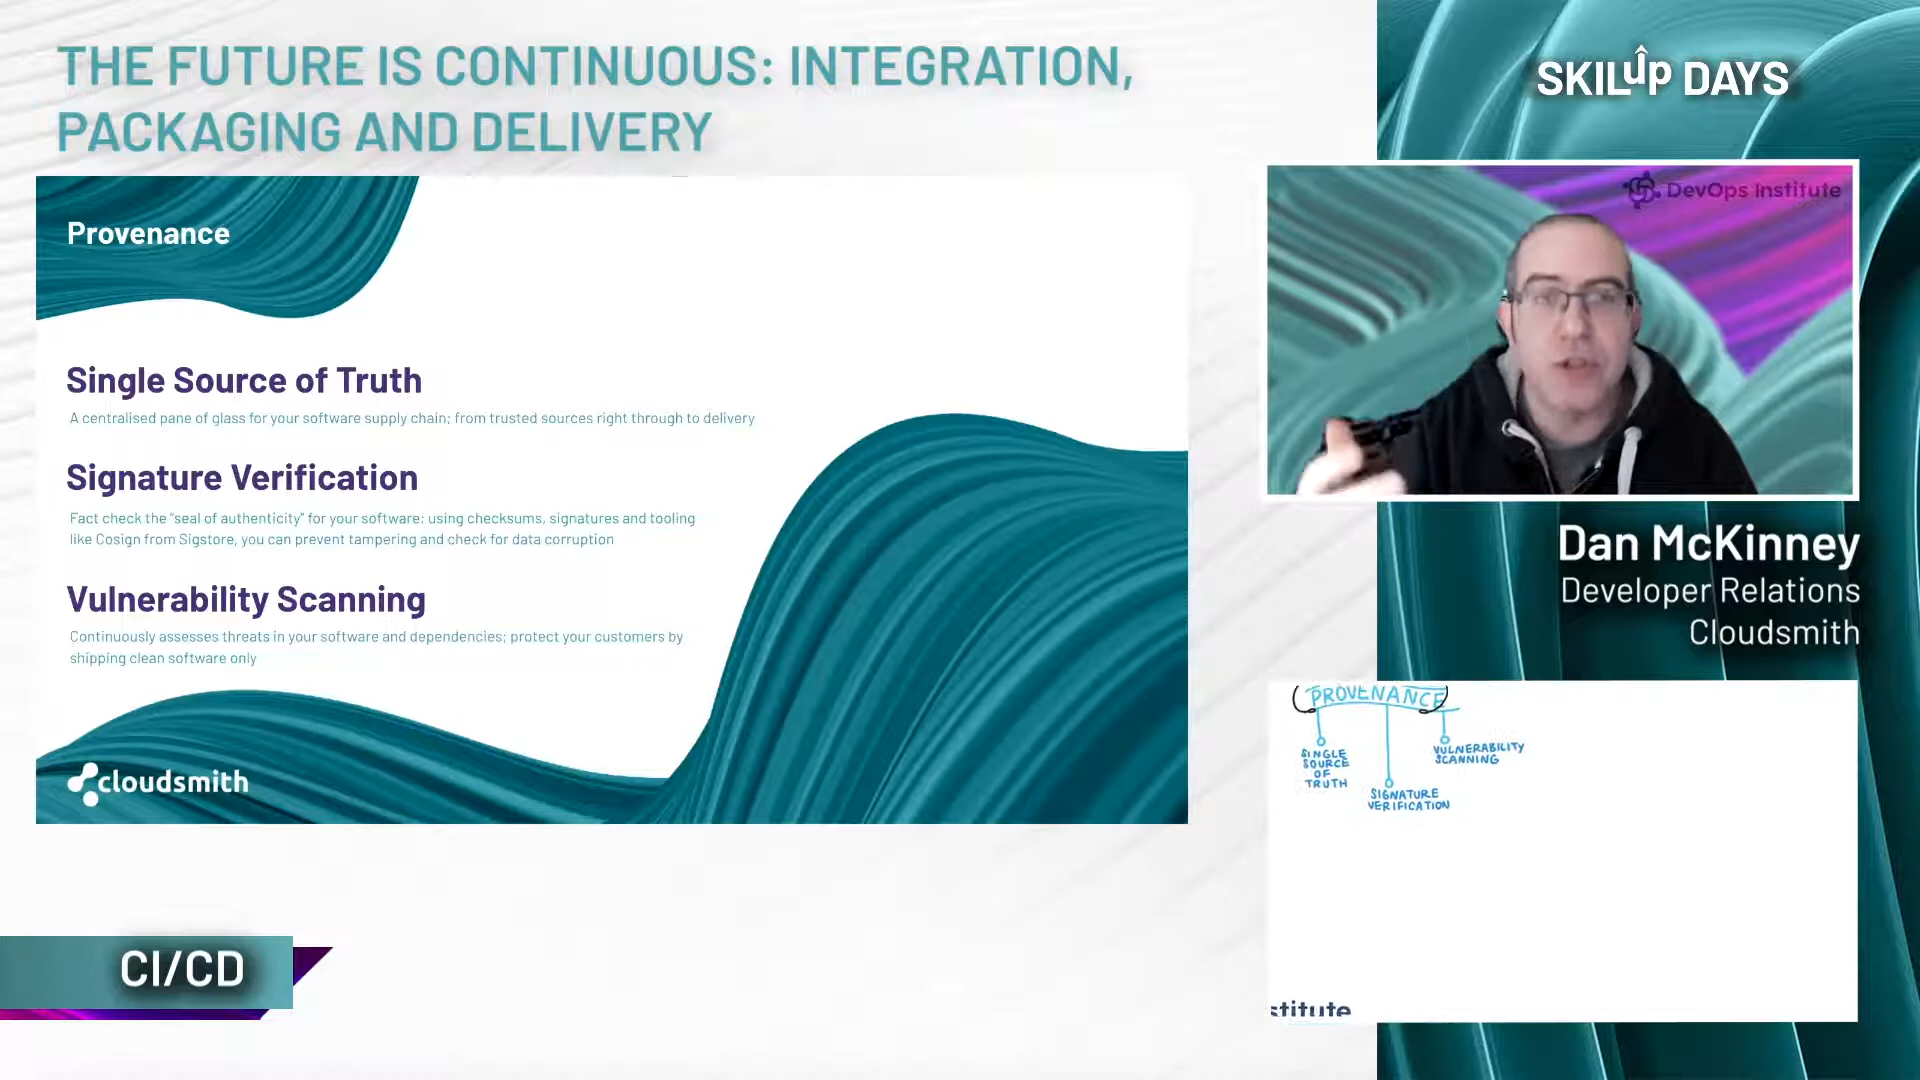 THE FUTURE IS CONTINUOUS: INTEGRATION,
PACKAGING AND DELIVERY
SKILup DAYS
Provenance
Single Source of Truth
A centralised pane of glass for your software supply chain; from trusted sources right through to delivery
Signature Verification
Fact check the "seal of authenticity" for your software: using checksums, signatures and tooling
like Cosign from Sigstore, you can prevent tampering and check for data corruption
Vulnerability Scanning
Continuously assesses threats in your software and dependencies; protect your customers by
shipping clean software only
cloudsmith
DevOps Institute
Dan McKinney
Developer Relations
Cloudsmith
PROVENANCE
SINGLE
SOURCE
OF
TRUTH
SIGNATURE
VERIFICATION
VULNERABILITY
SCANNING
stitute
CI/CD